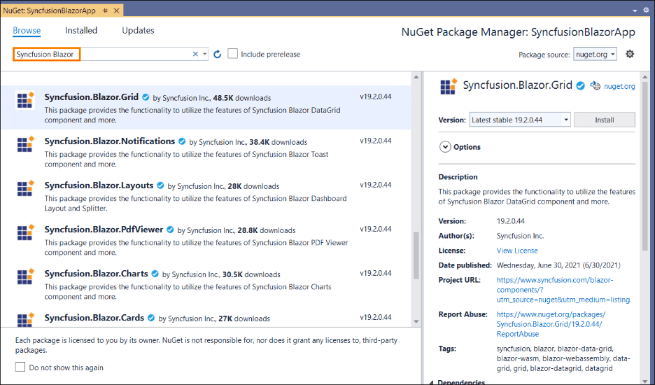 NuGet: SyncfusionBlazorApp
Browse Installed Updates
NuGet Package Manager: SyncfusionBlazorApp
Syncfusion Blazor
Include prerelease
Package source: nuget.org
Syncfusion.Blazor.Grid by Syncfusion Inc., 48.5K downloads v19.2.0.44
This package provides the functionality to utilize the features of Syncfusion Blazor DataGrid
component and more.
Syncfusion.Blazor.Notifications by Syncfusion Inc., 38.4K downloads v19.2.0.44
This package provides the functionality to utilize the features of Syncfusion Blazor Toast
component and more.
Syncfusion.Blazor.Layouts by Syncfusion Inc., 28K downloads v19.2.0.44
This package provides the functionality to utilize the features of Syncfusion Blazor Dashboard
Layout and Splitter.
Syncfusion.Blazor.PdfViewer by Syncfusion Inc., 28.8K downloads v19.2.0.44
This package provides the functionality to utilize the features of Syncfusion Blazor PDF Viewer
component and more.
Syncfusion.Blazor.Charts by Syncfusion Inc., 30.5K downloads v19.2.0.44
This package provides the functionality to utilize the features of Syncfusion Blazor Charts
component and more.
Syncfusion.Blazor.Cards by Syncfusion Inc., 27K downloads v19.2.0.44
Each package is licensed to you by its owner. NuGet is not responsible for, nor does it grant any licenses to, third-party
packages.
Do not show this again
Syncfusion.Blazor.Grid nuget.org
Version: Latest stable 19.2.0.44 Install
Options
Description
This package provides the functionality to utilize the features
of Syncfusion Blazor DataGrid component and more.
Version: 19.2.0.44
Author(s): Syncfusion Inc.
License: View License
Date published: Wednesday, June 30, 2021 (6/30/2021)
Project URL: https://www.syncfusion.com/blazor-
components/?
utm_source=nuget&utm_medium=listing
Report Abuse: https://www.nuget.org/packages/
Syncfusion.Blazor.Grid/19.2.0.44/
ReportAbuse
Tags: syncfusion, blazor, blazor-data-grid,
blazor-wasm, blazor-webassembly, data-
grid, grid, blazor-datagrid, datagrid
Dependencies